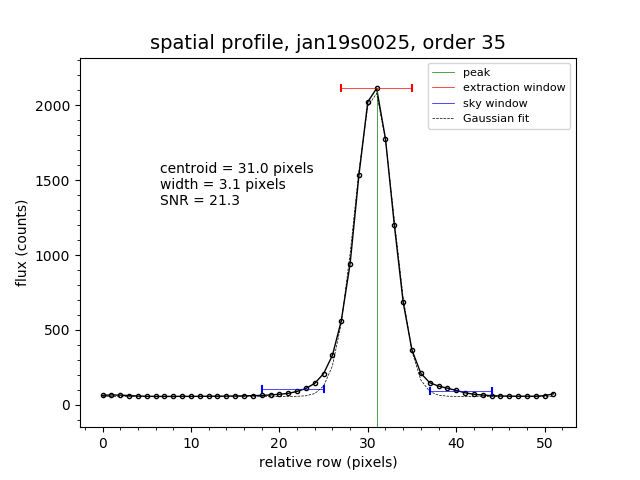 spatial profile, jan19s0025, order 35
peak
extraction window
sky window
Gaussian fit
centroid = 31.0 pixels
width = 3.1 pixels
SNR = 21.3
flux (counts)
2000
1500
1000
500
0
0 10 20 30 40 50
relative row (pixels)